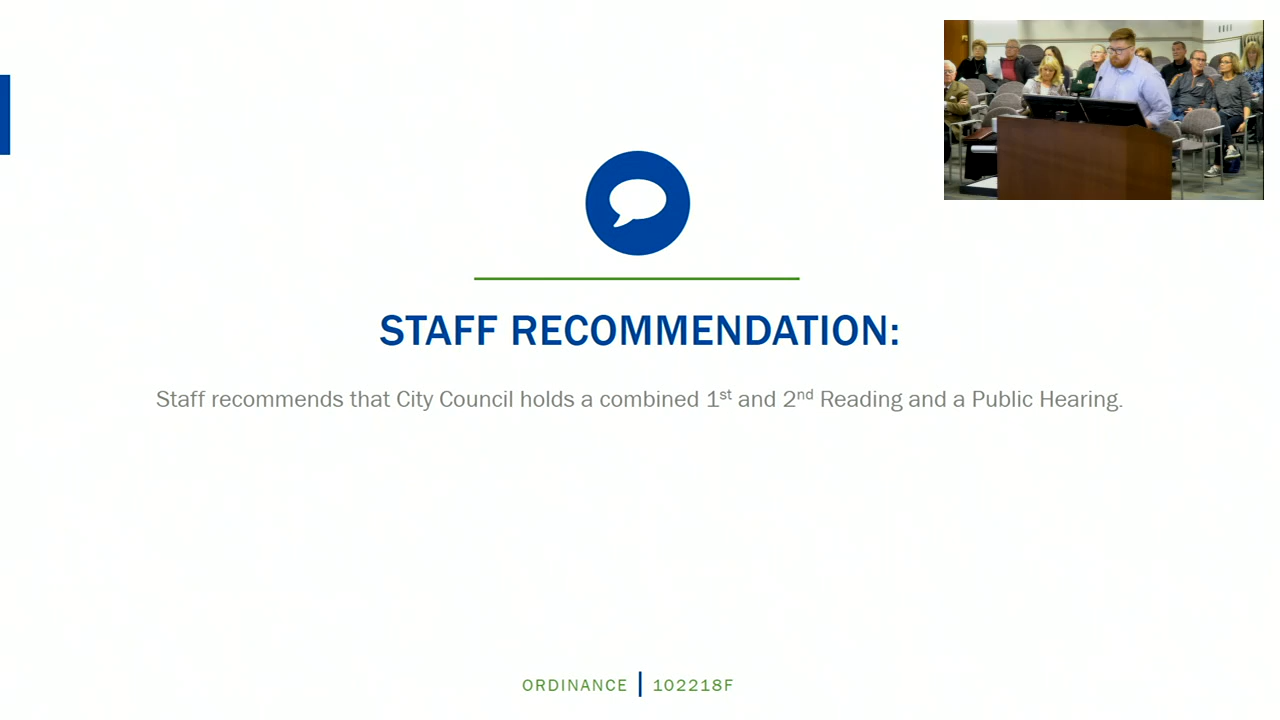 STAFF RECOMMENDATION:
Staff recommends that City Council holds a combined 1st and 2nd Reading and a Public Hearing.
ORDINANCE | 102218F